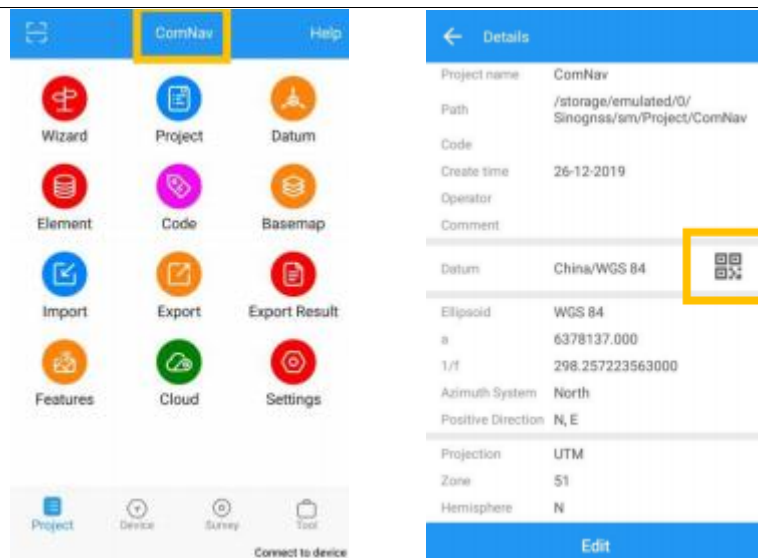 ComNav
Help
Wizard
Project
Datum
Element
Code
Basemap
Import
Export
Export Result
Features
Cloud
Settings
Project
Device
Survey
Tool
Connect to device
Details
Project name ComNav
Path /storage/emulated/0/
Sinognss/sm/Project/ComNav
Code
Create time 26-12-2019
Operator
Comment
Datum China/WGS 84
Ellipsoid WGS 84
a 6378137.000
1/f 298.257223563000
Azimuth System North
Positive Direction N, E
Projection UTM
Zone 51
Hemisphere N
Edit